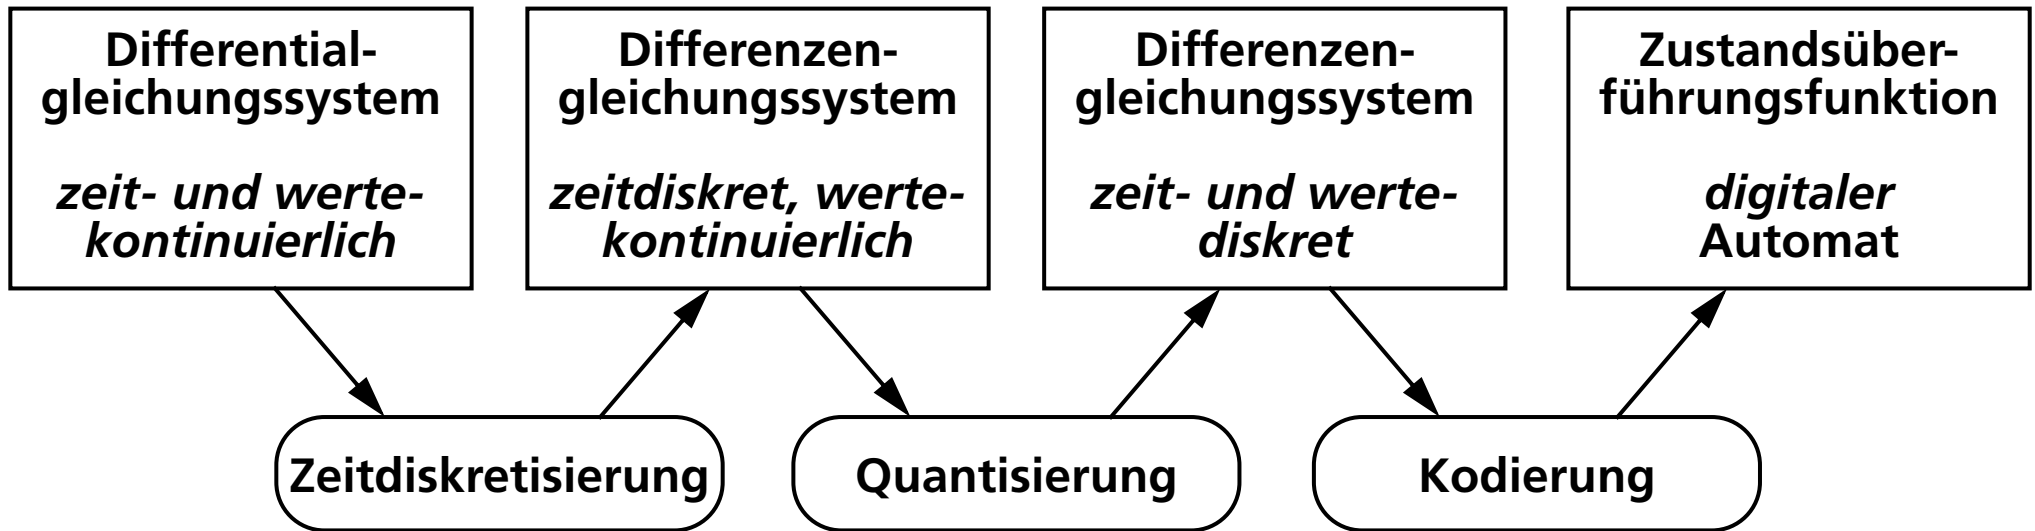 Differential-
gleichungssystem
zeit- und werte-
kontinuierlich
Differenzen-
gleichungssystem
zeitdiskret, werte-
kontinuierlich
Differenzen-
gleichungssystem
zeit- und werte-
diskret
Zustandsüber-
führungsfunktion
digitaler
Automat
Zeitdiskretisierung
Quantisierung
Kodierung